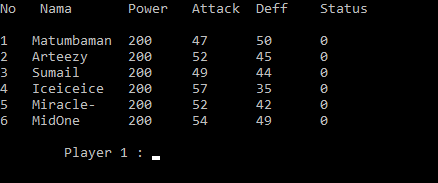 No Name Power Attack Deff Status
1 Matumbaman 200 47 50 0
2 Arteezy 200 52 45 0
3 Sumail 200 49 44 0
4 Iceiceice 200 57 35 0
5 Miracle- 200 52 42 0
6 MidOne 200 54 49 0
Player 1 :